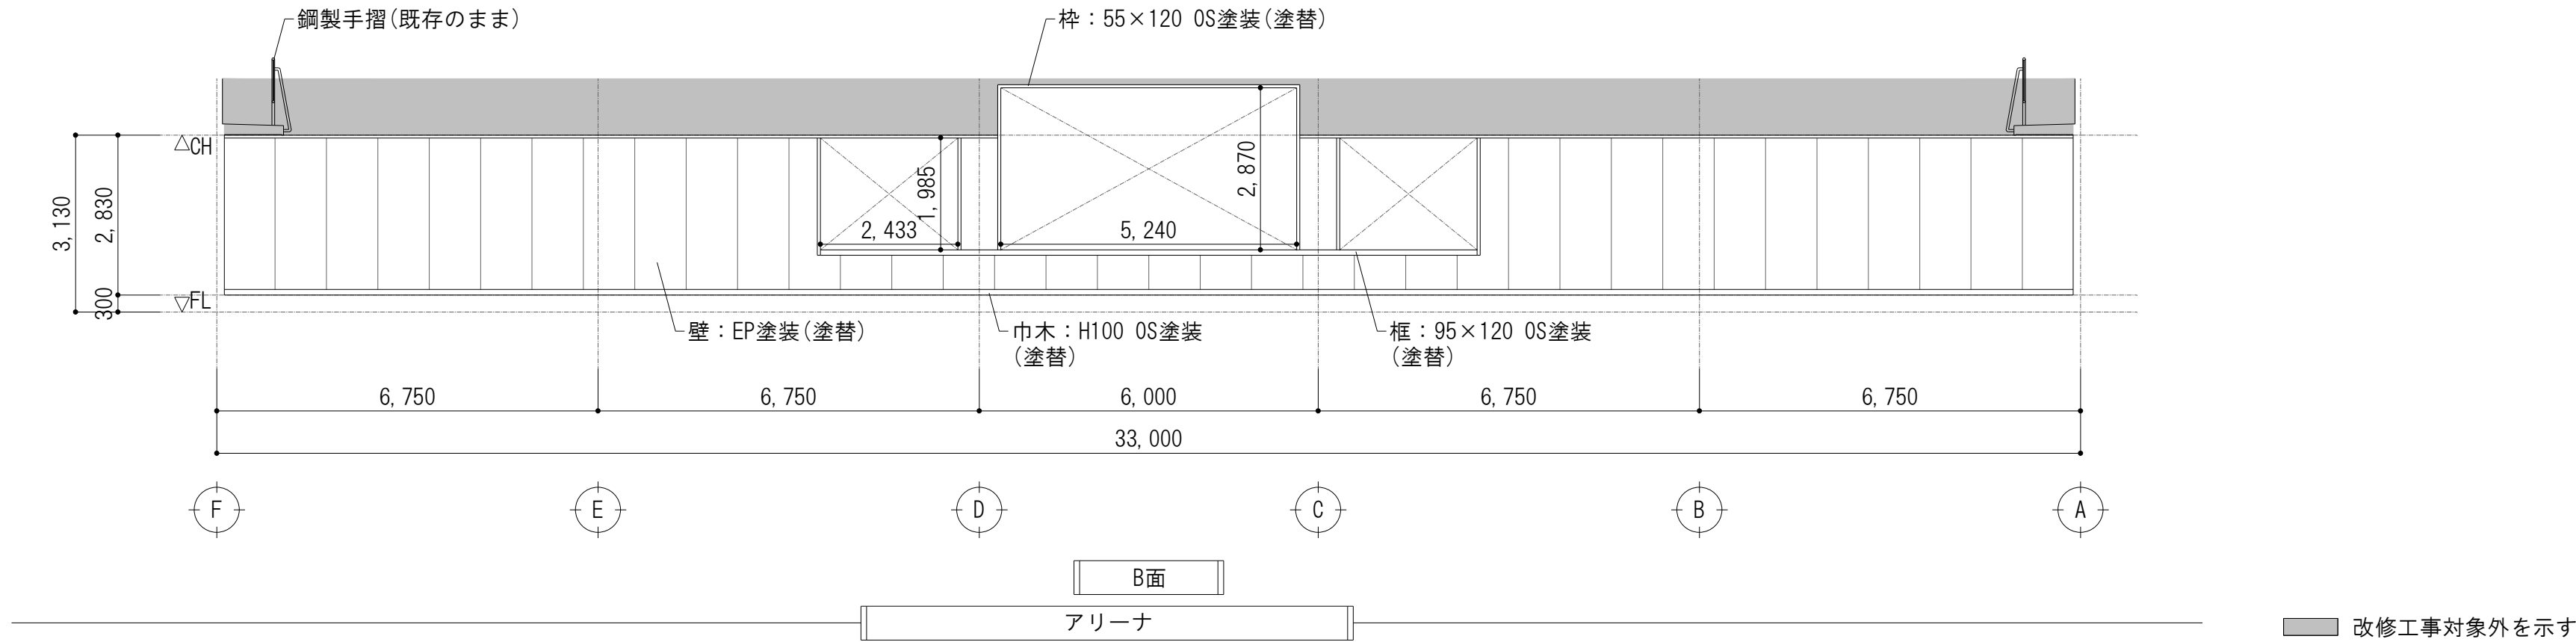 鋼製手摺(既存のまま)
枠：55×120 OS塗装(塗替)
△CH
3,130
2,830
300
▽FL
2,433
1,985
5,240
2,870
壁：EP塗装(塗替)
巾木：H100 OS塗装
(塗替)
框：95×120 OS塗装
(塗替)
6,750
6,750
6,000
6,750
6,750
33,000
F
E
D
C
B
A
B面
アリーナ
改修工事対象外を示す